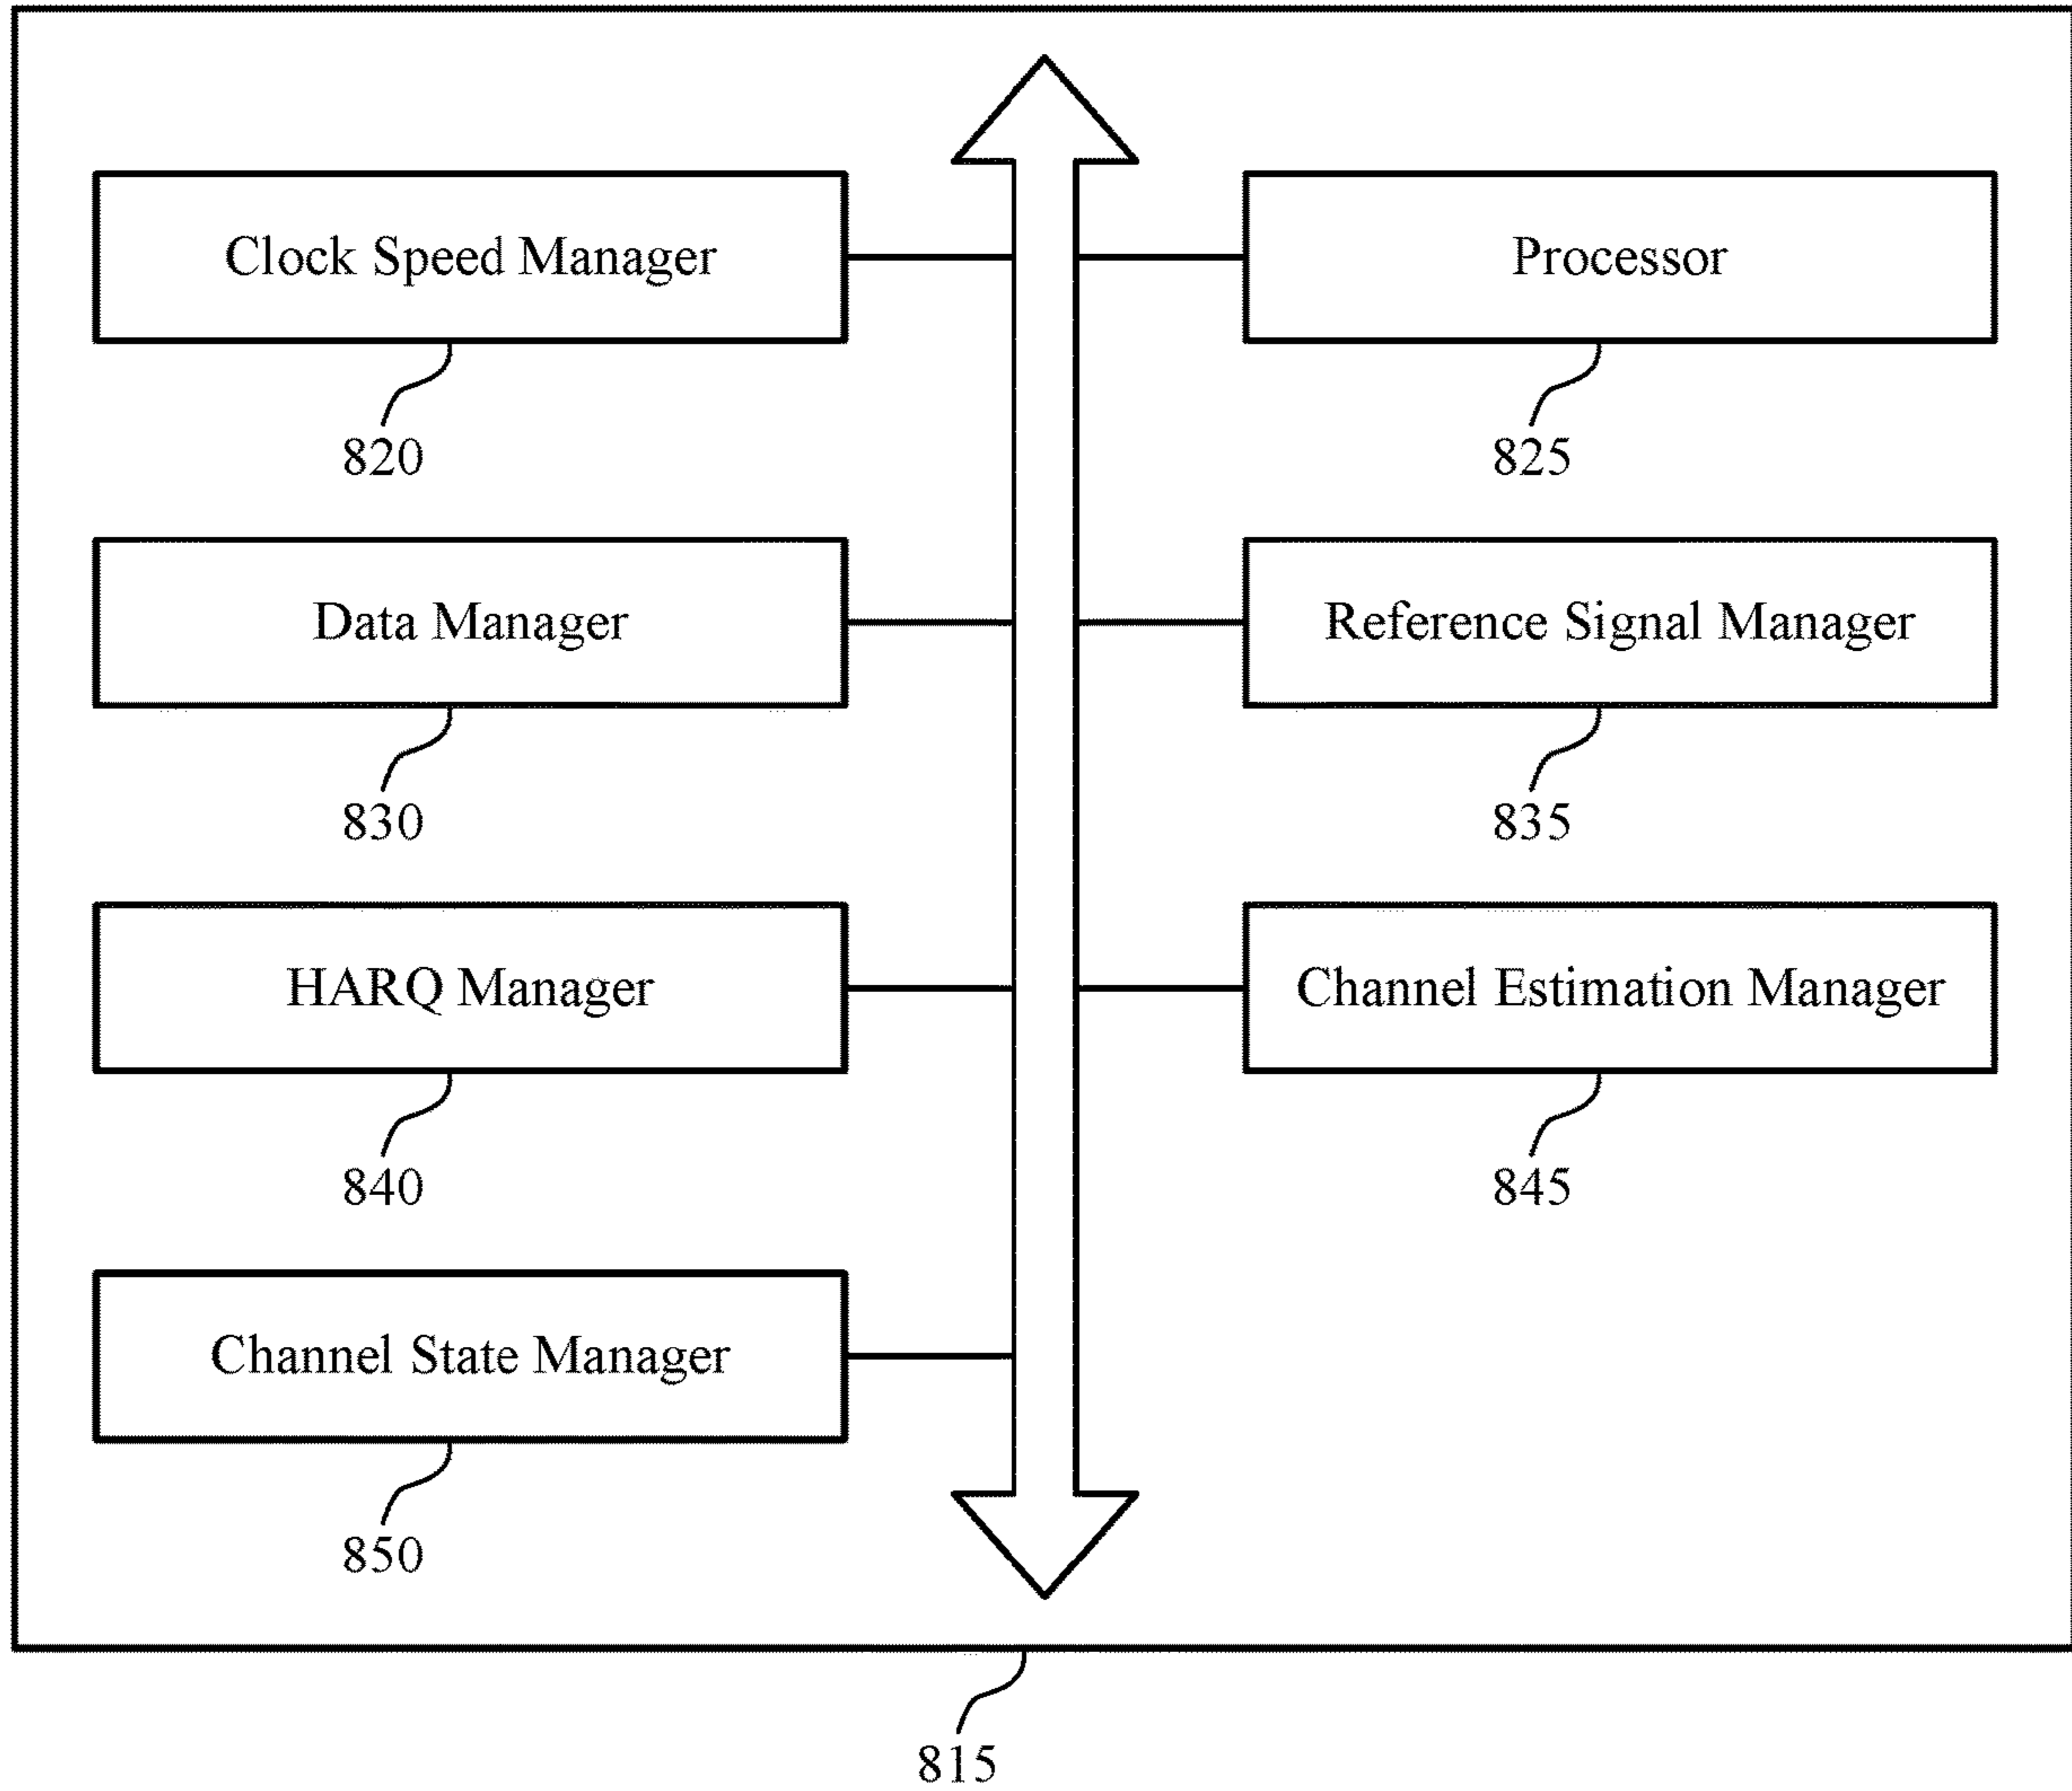 Clock Speed Manager
Processor
820
825
Data Manager
Reference Signal Manager
830
835
HARQ Manager
Channel Estimation Manager
840
845
Channel State Manager
850
815